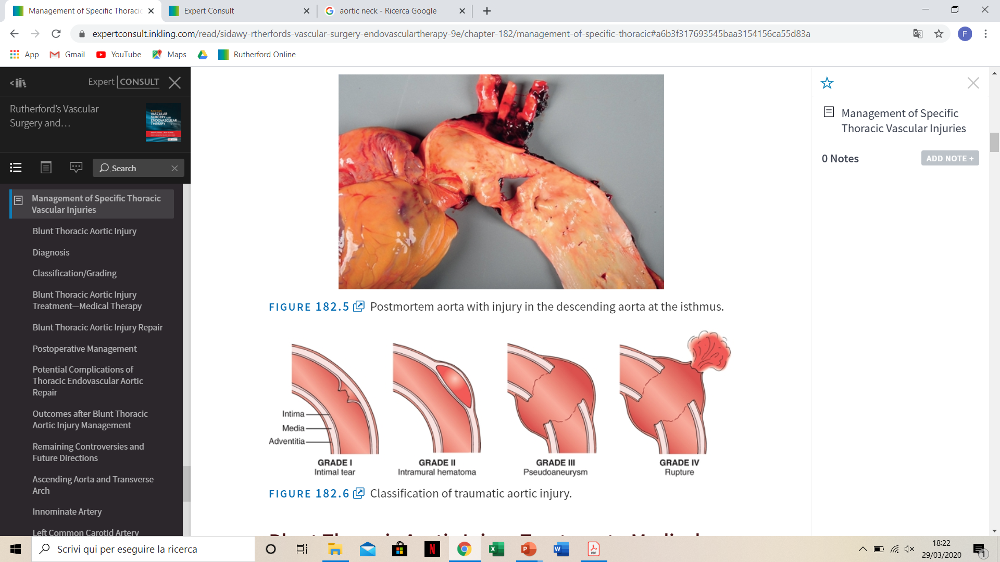 Management of Specific Thoracic
Expert Consult
aortic neck - Ricerca Google
expertconsult.inkling.com/read/sidawy-rtherfords-vascular-surgery-endovasculartherapy-9e/chapter-182/management-of-specific-thoracic#a6b3f317693545baa3154156ca55d83a
F
App
Gmail
YouTube
Maps
Rutherford Online
Expert CONSULT
Rutherford's Vascular
Surgery and...
VASCULAR
SURGERY AND
ENDOVASCULAR
THERAPY
Search
Management of Specific Thoracic
Vascular Injuries
Blunt Thoracic Aortic Injury
Diagnosis
Classification/Grading
Blunt Thoracic Aortic Injury
Treatment—Medical Therapy
Blunt Thoracic Aortic Injury Repair
Postoperative Management
Potential Complications of
Thoracic Endovascular Aortic
Repair
Outcomes after Blunt Thoracic
Aortic Injury Management
Remaining Controversies and
Future Directions
Ascending Aorta and Transverse
Arch
Innominate Artery
Left Common Carotid Artery
FIGURE 182.5 Postmortem aorta with injury in the descending aorta at the isthmus.
Intima
Media
Adventitia
GRADE I
Intimal tear
GRADE II
Intramural hematoma
GRADE III
Pseudoaneurysm
GRADE IV
Rupture
FIGURE 182.6 Classification of traumatic aortic injury.
Management of Specific
Thoracic Vascular Injuries
0 Notes
ADD NOTE +
Scrivi qui per eseguire la ricerca
18:22
29/03/2020
1